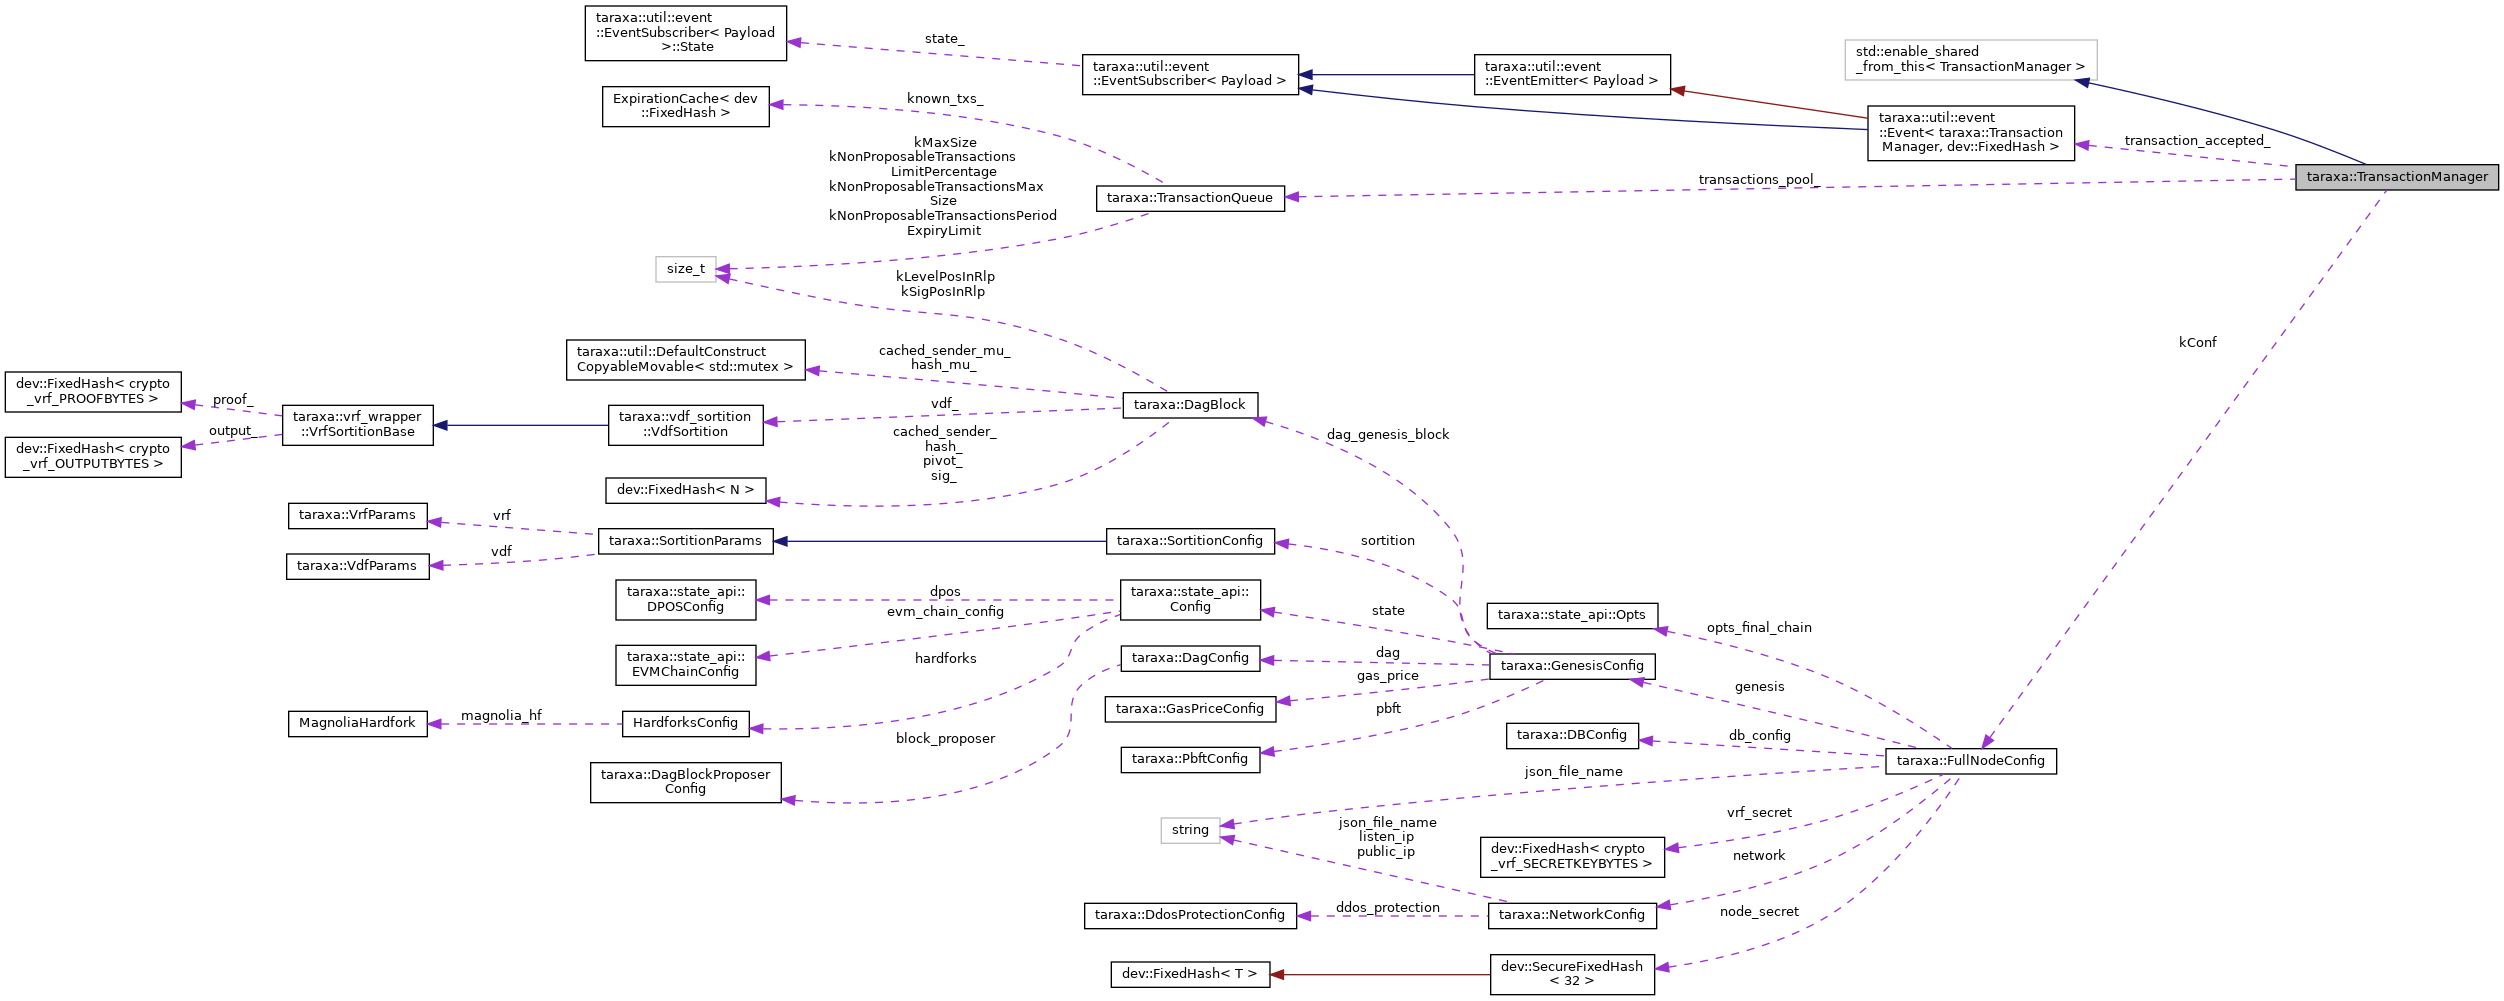 taraxa::util::event
::EventSubscriber< Payload
>::State
state_
taraxa::util::event
::EventSubscriber< Payload >
taraxa::util::event
::EventEmitter< Payload >
std::enable_shared
_from_this< TransactionManager >
ExpirationCache< dev
::FixedHash >
known_txs_
taraxa::util::event
::Event< taraxa::Transaction
Manager, dev::FixedHash >
transaction_accepted_
taraxa::TransactionManager
kMaxSize
kNonProposableTransactions
LimitPercentage
kNonProposableTransactionsMax
Size
kNonProposableTransactionsPeriod
ExpiryLimit
taraxa::TransactionQueue
transactions_pool_
size_t
kLevelPosInRlp
kSigPosInRlp
kConf
taraxa::util::DefaultConstruct
CopyableMovable< std::mutex >
cached_sender_mu_
hash_mu_
dev::FixedHash< crypto
_vrf_PROOFBYTES >
proof_
dev::FixedHash< crypto
_vrf_OUTPUTBYTES >
output_
taraxa::vrf_wrapper
::VrfSortitionBase
taraxa::vdf_sortition
::VdfSortition
vdf_
taraxa::DagBlock
dag_genesis_block
cached_sender_
hash_
pivot_
sig_
dev::FixedHash< N >
taraxa::VrfParams
vrf
taraxa::VdfParams
vdf
taraxa::SortitionParams
taraxa::SortitionConfig
sortition
taraxa::state_api::
DPOSConfig
dpos
taraxa::state_api::
Config
state
evm_chain_config
taraxa::state_api::
EVMChainConfig
hardforks
taraxa::DagConfig
dag
taraxa::state_api::Opts
opts_final_chain
taraxa::GenesisConfig
genesis
gas_price
taraxa::GasPriceConfig
pbft
MagnoliaHardfork
magnolia_hf
HardforksConfig
block_proposer
taraxa::PbftConfig
taraxa::DBConfig
db_config
taraxa::FullNodeConfig
taraxa::DagBlockProposer
Config
json_file_name
string
json_file_name
listen_ip
public_ip
vrf_secret
dev::FixedHash< crypto
_vrf_SECRETKEYBYTES >
network
taraxa::DdosProtectionConfig
ddos_protection
taraxa::NetworkConfig
node_secret
dev::FixedHash< T >
dev::SecureFixedHash
< 32 >